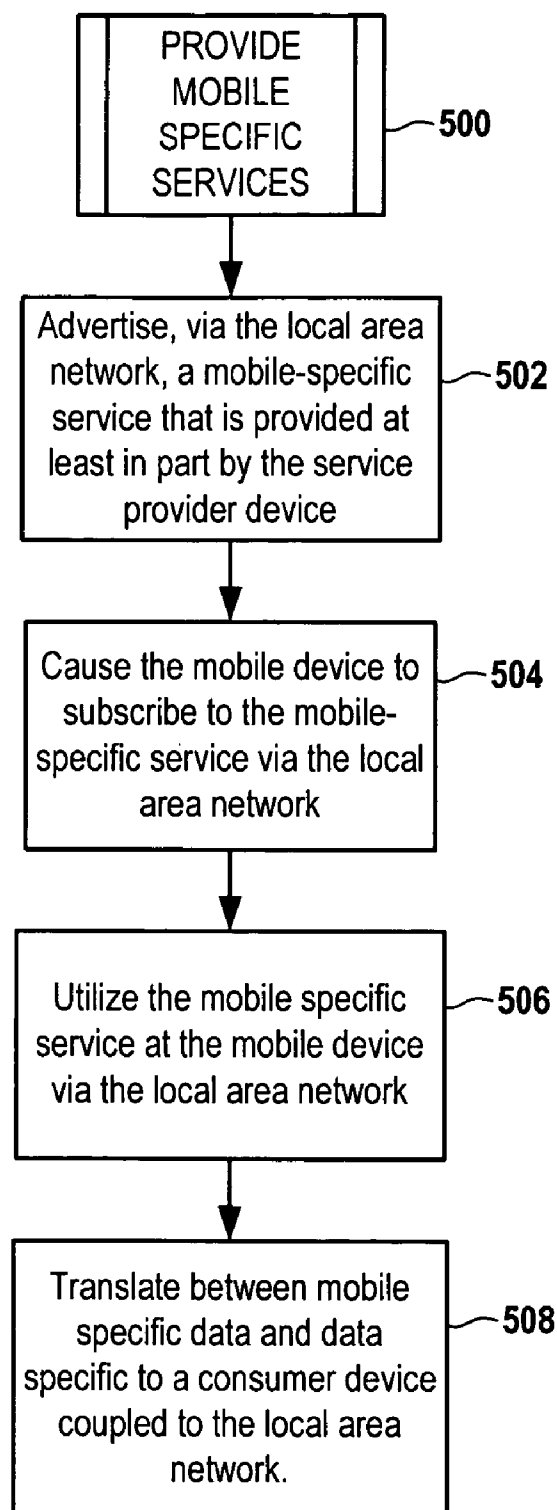 PROVIDE
MOBILE
SPECIFIC
SERVICES
500
Advertise, via the local area
network, a mobile-specific
service that is provided at
least in part by the service
provider device
502
Cause the mobile device to
subscribe to the mobile-
specific service via the local
area network
504
Utilize the mobile specific
service at the mobile device
via the local area network
506
Translate between mobile
specific data and data
specific to a consumer device
coupled to the local area
network.
508